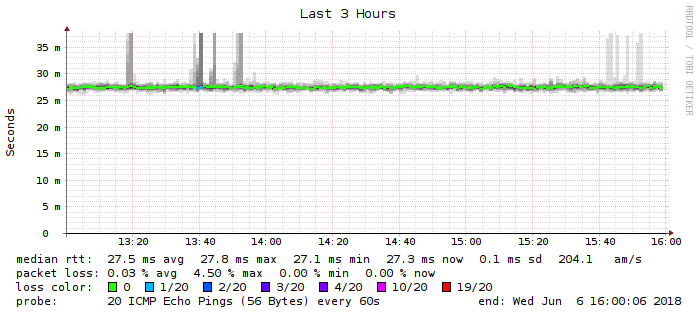 Last 3 Hours
RRDTOOL / TOBI OETIKER
Seconds
35 m
30 m
25 m
20 m
15 m
10 m
5 m
0
13:20 13:40 14:00 14:20 14:40 15:00 15:20 15:40 16:00
median rtt: 27.5 ms avg 27.8 ms max 27.1 ms min 27.3 ms now 0.1 ms sd 204.1 am/s
packet loss: 0.03 % avg 4.50 % max 0.00 % min 0.00 % now
loss color: 0 1/20 2/20 3/20 4/20 10/20 19/20
probe: 20 ICMP Echo Pings (56 Bytes) every 60s end: Wed Jun 6 16:00:06 2018